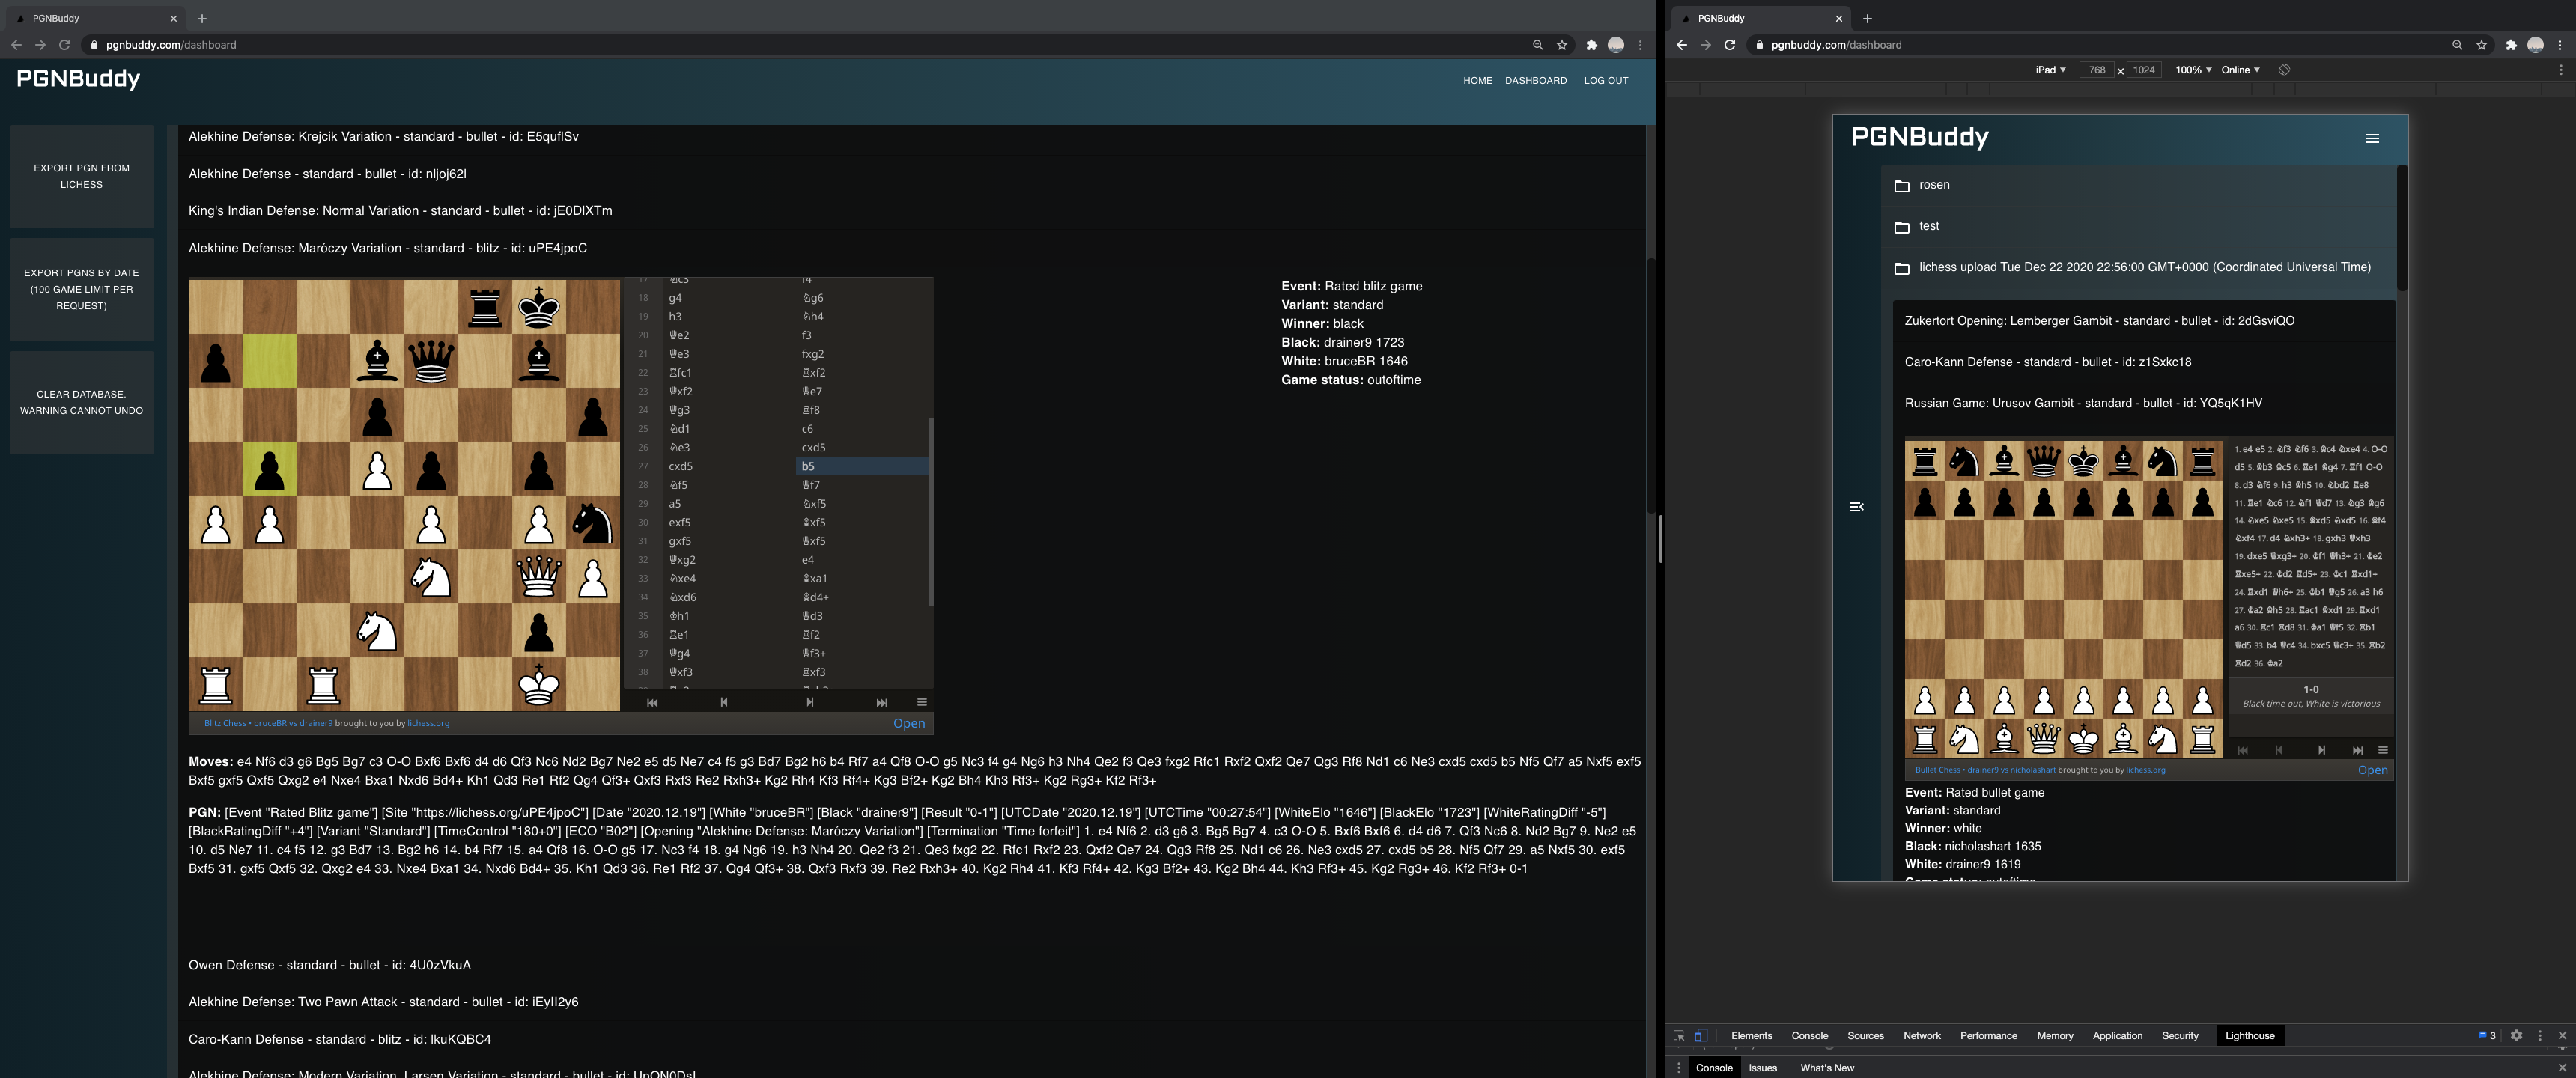 PGNBuddy
pgnbuddy.com/dashboard
PGNBuddy
HOME DASHBOARD LOG OUT
EXPORT PGN FROM
LICHESS
EXPORT PGNS BY DATE
(100 GAME LIMIT PER
REQUEST)
CLEAR DATABASE.
WARNING CANNOT UNDO
Alekhine Defense: Krejcik Variation - standard - bullet - id: E5quflSv
Alekhine Defense - standard - bullet - id: nljoj62l
King's Indian Defense: Normal Variation - standard - bullet - id: jE0DlXTm
Alekhine Defense: Maróczy Variation - standard - blitz - id: uPE4jpoC
17 ♘c3 f4
18 g4 ♘g6
19 h3 ♘h4
20 ♕e2 f3
21 ♕e3 fxg2
22 ♖fc1 ♖xf2
23 ♕xf2 ♕e7
24 ♕g3 ♖f8
25 ♘d1 c6
26 ♘e3 cxd5
27 cxd5 b5
28 ♘f5 ♕f7
29 a5 ♘xf5
30 exf5 ♗xf5
31 gxf5 ♕xf5
32 ♕xg2 e4
33 ♘xe4 ♗xa1
34 ♘xd6 ♗d4+
35 ♔h1 ♕d3
36 ♖e1 ♖f2
37 ♕g4 ♕f3+
38 ♕xf3 ♖xf3
Blitz Chess • bruceBR vs drainer9 brought to you by lichess.org Open
Event: Rated blitz game
Variant: standard
Winner: black
Black: drainer9 1723
White: bruceBR 1646
Game status: outoftime
Moves: e4 Nf6 d3 g6 Bg5 Bg7 c3 O-O Bxf6 Bxf6 d4 d6 Qf3 Nc6 Nd2 Bg7 Ne2 e5 d5 Ne7 c4 f5 g3 Bd7 Bg2 h6 b4 Rf7 a4 Qf8 O-O g5 Nc3 f4 g4 Ng6 h3 Nh4 Qe2 f3 Qe3 fxg2 Rfc1 Rxf2 Qxf2 Qe7 Qg3 Rf8 Nd1 c6 Ne3 cxd5 cxd5 b5 Nf5 Qf7 a5 Nxf5 exf5
Bxf5 gxf5 Qxf5 Qxg2 e4 Nxe4 Bxa1 Nxd6 Bd4+ Kh1 Qd3 Re1 Rf2 Qg4 Qf3+ Qxf3 Rxf3 Re2 Rxh3+ Kg2 Rh4 Kf3 Rf4+ Kg3 Bf2+ Kg2 Bh4 Kh3 Rf3+ Kg2 Rg3+ Kf2 Rf3+
PGN: [Event "Rated Blitz game"] [Site "https://lichess.org/uPE4jpoC"] [Date "2020.12.19"] [White "bruceBR"] [Black "drainer9"] [Result "0-1"] [UTCDate "2020.12.19"] [UTCTime "00:27:54"] [WhiteElo "1646"] [BlackElo "1723"] [WhiteRatingDiff "-5"]
[BlackRatingDiff "+4"] [Variant "Standard"] [TimeControl "180+0"] [ECO "B02"] [Opening "Alekhine Defense: Maróczy Variation"] [Termination "Time forfeit"] 1. e4 Nf6 2. d3 g6 3. Bg5 Bg7 4. c3 O-O 5. Bxf6 Bxf6 6. d4 d6 7. Qf3 Nc6 8. Nd2 Bg7 9. Ne2 e5
10. d5 Ne7 11. c4 f5 12. g3 Bd7 13. Bg2 h6 14. b4 Rf7 15. a4 Qf8 16. O-O g5 17. Nc3 f4 18. g4 Ng6 19. h3 Nh4 20. Qe2 f3 21. Qe3 fxg2 22. Rfc1 Rxf2 23. Qxf2 Qe7 24. Qg3 Rf8 25. Nd1 c6 26. Ne3 cxd5 27. cxd5 b5 28. Nf5 Qf7 29. a5 Nxf5 30. exf5
Bxf5 31. gxf5 Qxf5 32. Qxg2 e4 33. Nxe4 Bxa1 34. Nxd6 Bd4+ 35. Kh1 Qd3 36. Re1 Rf2 37. Qg4 Qf3+ 38. Qxf3 Rxf3 39. Re2 Rxh3+ 40. Kg2 Rh4 41. Kf3 Rf4+ 42. Kg3 Bf2+ 43. Kg2 Bh4 44. Kh3 Rf3+ 45. Kg2 Rg3+ 46. Kf2 Rf3+ 0-1
Owen Defense - standard - bullet - id: 4U0zVkuA
Alekhine Defense: Two Pawn Attack - standard - bullet - id: iEyIl2y6
Caro-Kann Defense - standard - blitz - id: lkuKQBC4
Alekhine Defense: Modern Variation, Larsen Variation - standard - bullet - id: UpON0DsL
PGNBuddy
pgnbuddy.com/dashboard
iPad 768 × 1024 100% Online
PGNBuddy
rosen
test
lichess upload Tue Dec 22 2020 22:56:00 GMT+0000 (Coordinated Universal Time)
Zukertort Opening: Lemberger Gambit - standard - bullet - id: 2dGsviQO
Caro-Kann Defense - standard - bullet - id: z1Sxkc18
Russian Game: Urusov Gambit - standard - bullet - id: YQ5qK1HV
1. e4 e5 2. ♘f3 ♘f6 3. ♗c4 ♘xe4 4. O-O
d5 5. ♗b3 ♗c5 6. ♖e1 ♗g4 7. ♖f1 O-O
8. d3 ♘f6 9. h3 ♗h5 10. ♘bd2 ♖e8
11. ♖e1 ♘c6 12. ♘f1 ♕d7 13. ♘g3 ♗g6
14. ♘xe5 ♘xe5 15. ♗xd5 ♘xd5 16. ♗f4
♘xf4 17. d4 ♘xh3+ 18. gxh3 ♕xh3
19. dxe5 ♕xg3+ 20. ♔f1 ♕h3+ 21. ♔e2
♖xe5+ 22. ♔d2 ♖d5+ 23. ♔c1 ♖xd1+
24. ♖xd1 ♕h6+ 25. ♔b1 ♕g5 26. a3 h6
27. ♔a2 ♗h5 28. ♖ac1 ♗xd1 29. ♖xd1
a6 30. ♖c1 ♖d8 31. ♔a1 ♕f5 32. ♖b1
♕d5 33. b4 ♕c4 34. bxc5 ♕c3+ 35. ♖b2
♖d2 36. ♔a2
1-0
Black time out, White is victorious
Bullet Chess • drainer9 vs nicholashart brought to you by lichess.org Open
Event: Rated bullet game
Variant: standard
Winner: white
Black: nicholashart 1635
White: drainer9 1619
Game status: outoftime
Elements Console Sources Network Performance Memory Application Security Lighthouse 3
Console Issues What's New